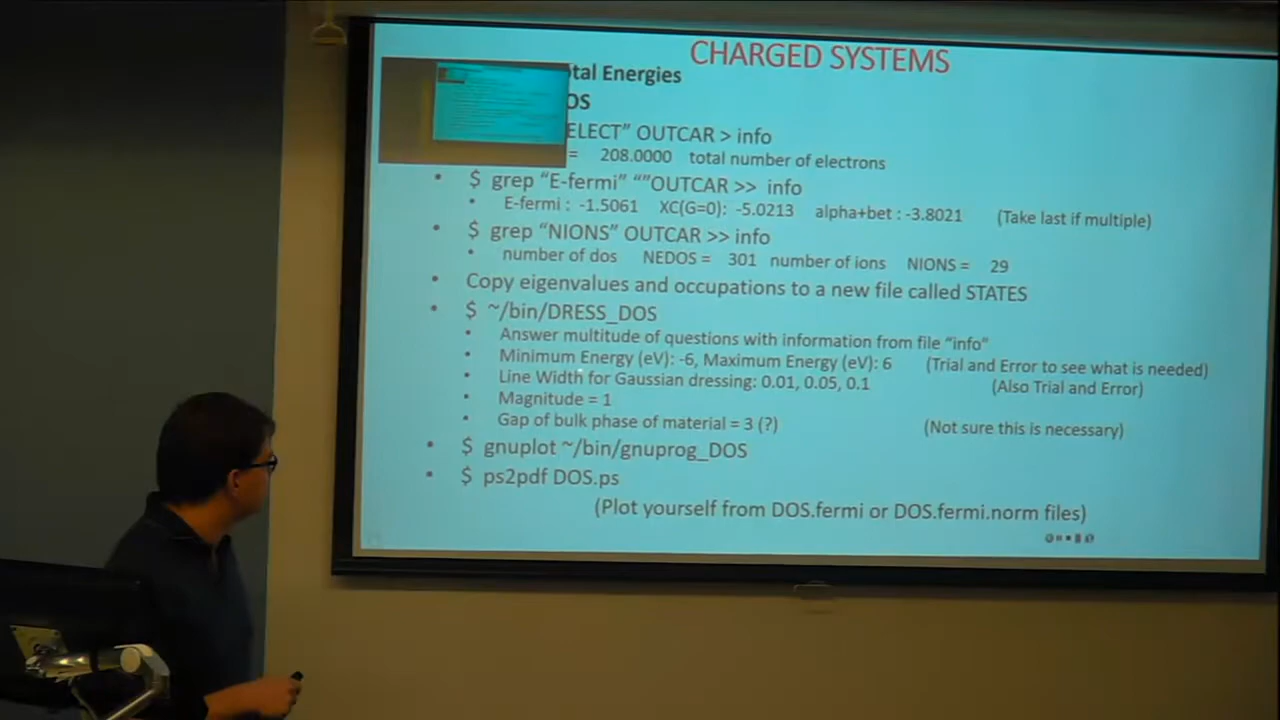 CHARGED SYSTEMS
tal Energies
OS
ELECT” OUTCAR > info
= 208.0000 total number of electrons
• $ grep “E-fermi” “”OUTCAR >> info
• E-fermi : -1.5061 XC(G=0): -5.0213 alpha+bet : -3.8021 (Take last if multiple)
• $ grep “NIONS” OUTCAR >> info
• number of dos NEDOS = 301 number of ions NIONS = 29
• Copy eigenvalues and occupations to a new file called STATES
• $ ~/bin/DRESS_DOS
• Answer multitude of questions with information from file “info”
• Minimum Energy (eV): -6, Maximum Energy (eV): 6 (Trial and Error to see what is needed)
• Line Width for Gaussian dressing: 0.01, 0.05, 0.1 (Also Trial and Error)
• Magnitude = 1
• Gap of bulk phase of material = 3 (?) (Not sure this is necessary)
• $ gnuplot ~/bin/gnuprog_DOS
• $ ps2pdf DOS.ps
(Plot yourself from DOS.fermi or DOS.fermi.norm files)